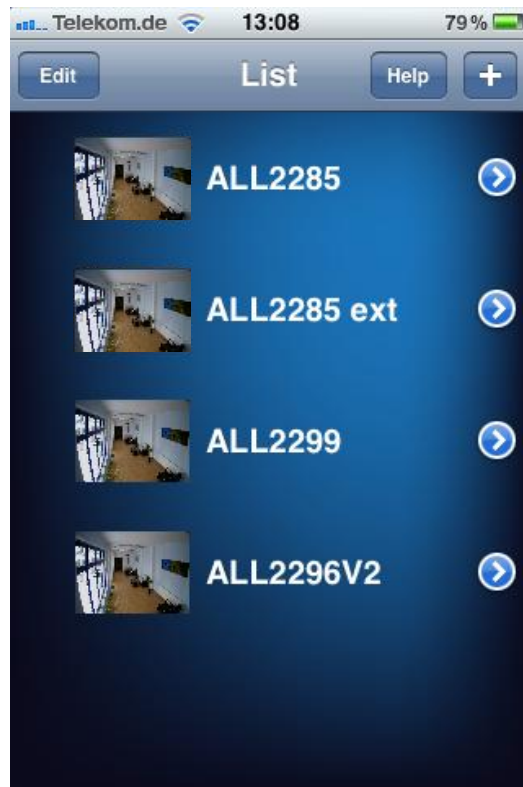 Telekom.de 13:08 79%
Edit List Help +
ALL2285
ALL2285 ext
ALL2299
ALL2296V2